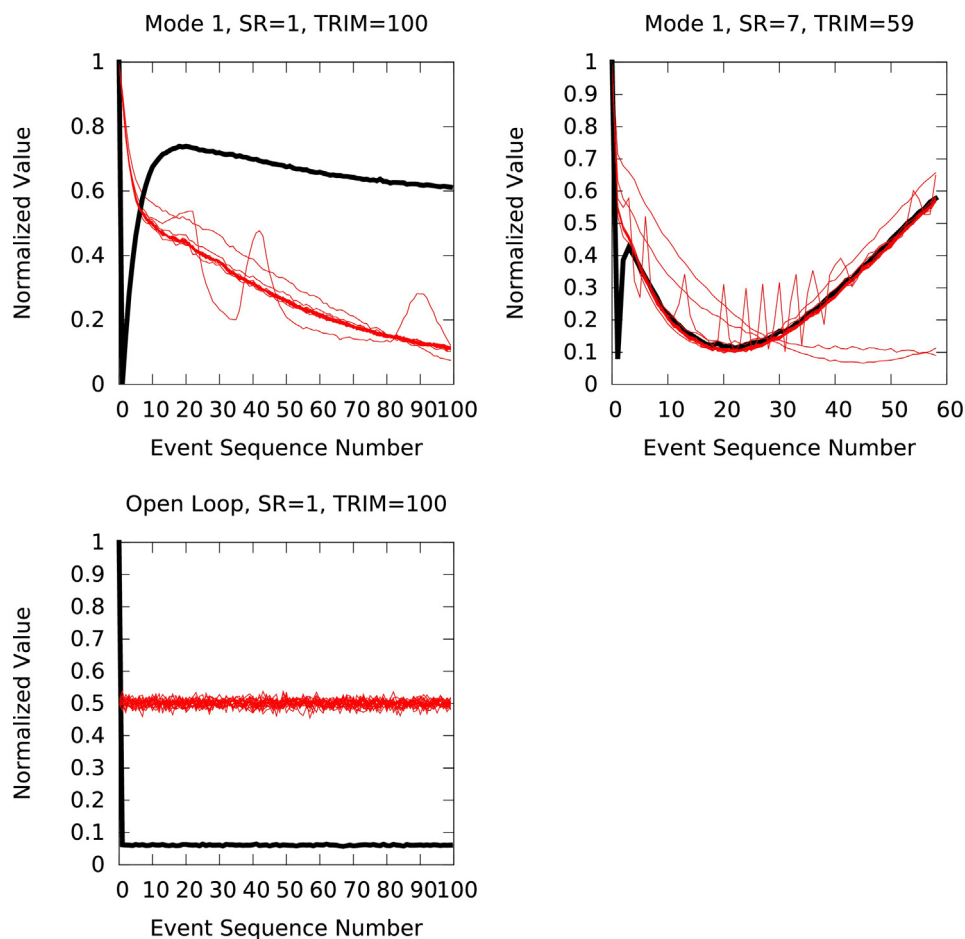 Mode 1, SR=1, TRIM=100
Normalized Value
1
0.8
0.6
0.4
0.2
0
0 10 20 30 40 50 60 70 80 90 100
Event Sequence Number
Mode 1, SR=7, TRIM=59
Normalized Value
1
0.9
0.8
0.7
0.6
0.5
0.4
0.3
0.2
0.1
0
0 10 20 30 40 50 60
Event Sequence Number
Open Loop, SR=1, TRIM=100
Normalized Value
1
0.9
0.8
0.7
0.6
0.5
0.4
0.3
0.2
0.1
0
0 10 20 30 40 50 60 70 80 90 100
Event Sequence Number